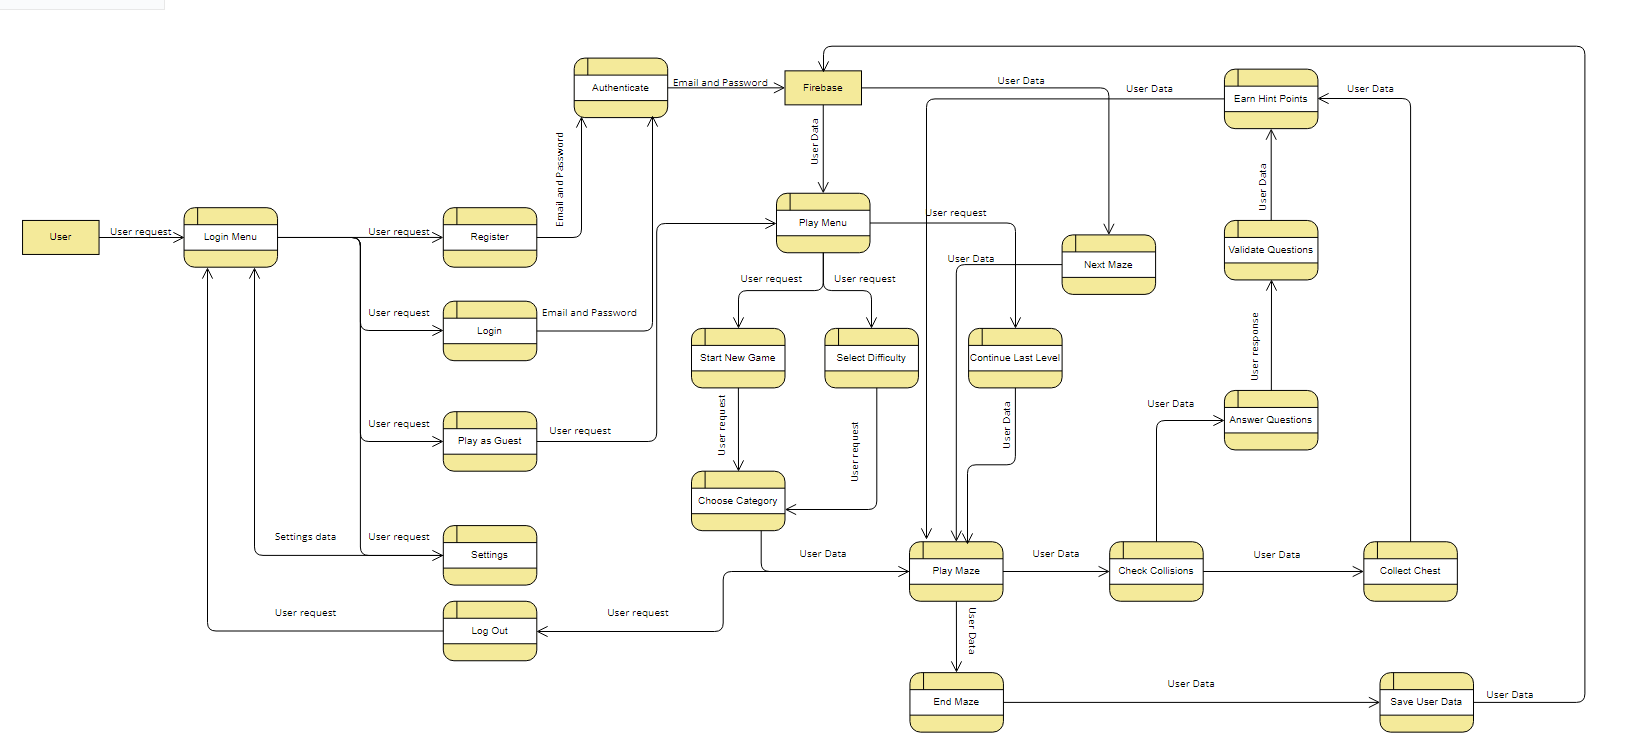 Authenticate
Email and Password
Firebase
User Data
User Data
Earn Hint Points
User Data
Email and Password
User Data
User Data
User
User request
Login Menu
User request
Register
Play Menu
User request
Validate Questions
User Data
Next Maze
User request
User request
User request
Login
Email and Password
Start New Game
Select Difficulty
Continue Last Level
User response
User request
User request
User Data
User Data
Answer Questions
User request
Play as Guest
User request
Choose Category
Settings data
User request
Settings
User Data
Play Maze
User Data
Check Collisions
User Data
Collect Chest
User request
Log Out
User request
User Data
End Maze
User Data
Save User Data
User Data